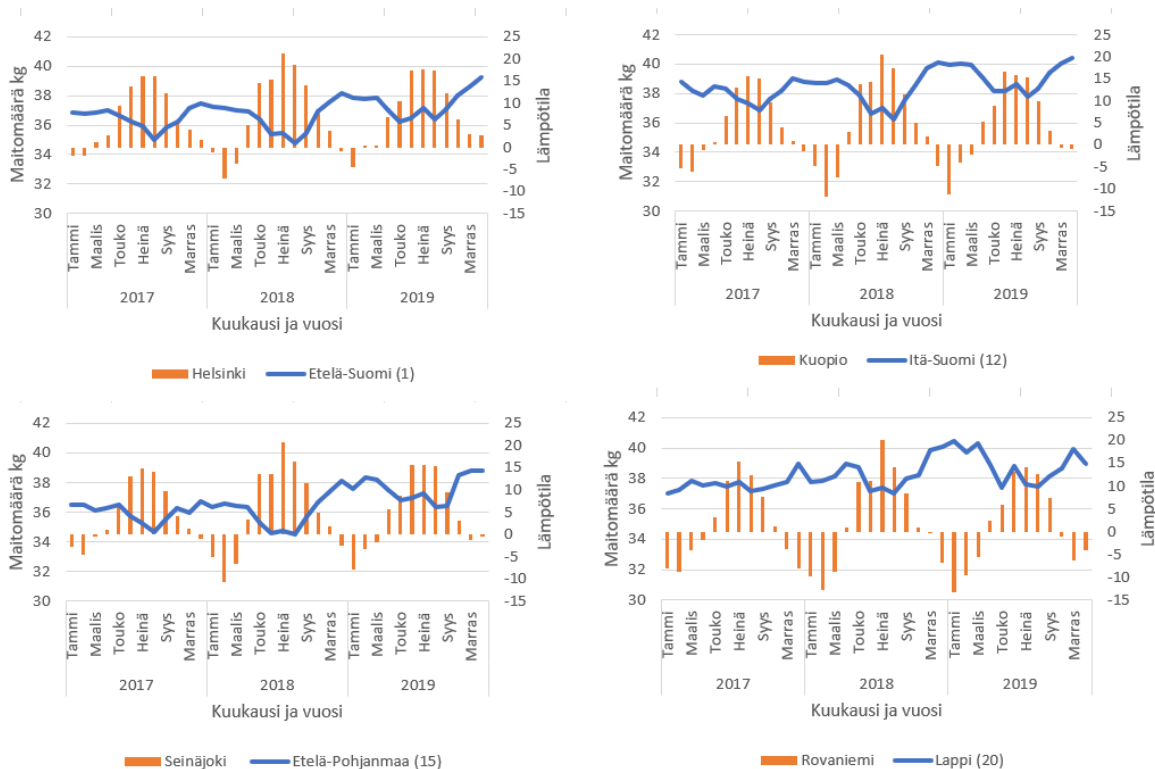 42 25
40 20
38 15
36 10
34 5
32 0
30 -5
-10
-15
Maitomäärä kg
Lämpötila
Tammi Maalis Touko Heinä Syys Marras Tammi Maalis Touko Heinä Syys Marras Tammi Maalis Touko Heinä Syys Marras
2017 2018 2019
Kuukausi ja vuosi
Helsinki Etelä-Suomi (1)
42 25
40 20
38 15
36 10
34 5
32 0
30 -5
-10
-15
Maitomäärä kg
Lämpötila
Tammi Maalis Touko Heinä Syys Marras Tammi Maalis Touko Heinä Syys Marras Tammi Maalis Touko Heinä Syys Marras
2017 2018 2019
Kuukausi ja vuosi
Kuopio Itä-Suomi (12)
42 25
40 20
38 15
36 10
34 5
32 0
30 -5
-10
-15
Maitomäärä kg
Lämpötila
Tammi Maalis Touko Heinä Syys Marras Tammi Maalis Touko Heinä Syys Marras Tammi Maalis Touko Heinä Syys Marras
2017 2018 2019
Kuukausi ja vuosi
Seinäjoki Etelä-Pohjanmaa (15)
42 25
40 20
38 15
36 10
34 5
32 0
30 -5
-10
-15
Maitomäärä kg
Lämpötila
Tammi Maalis Touko Heinä Syys Marras Tammi Maalis Touko Heinä Syys Marras Tammi Maalis Touko Heinä Syys Marras
2017 2018 2019
Kuukausi ja vuosi
Rovaniemi Lappi (20)